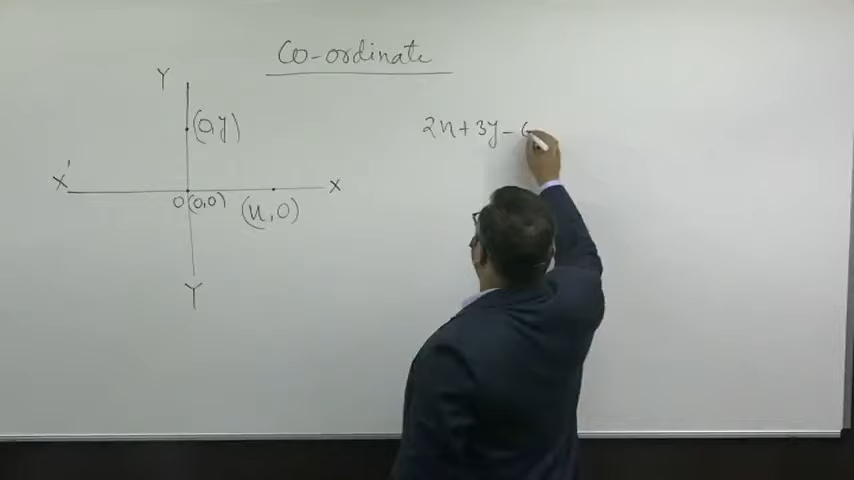 Co-ordinate
Y
(0,y)
2x+3y-6
X'
X
O(0,0)
(x,0)
Y